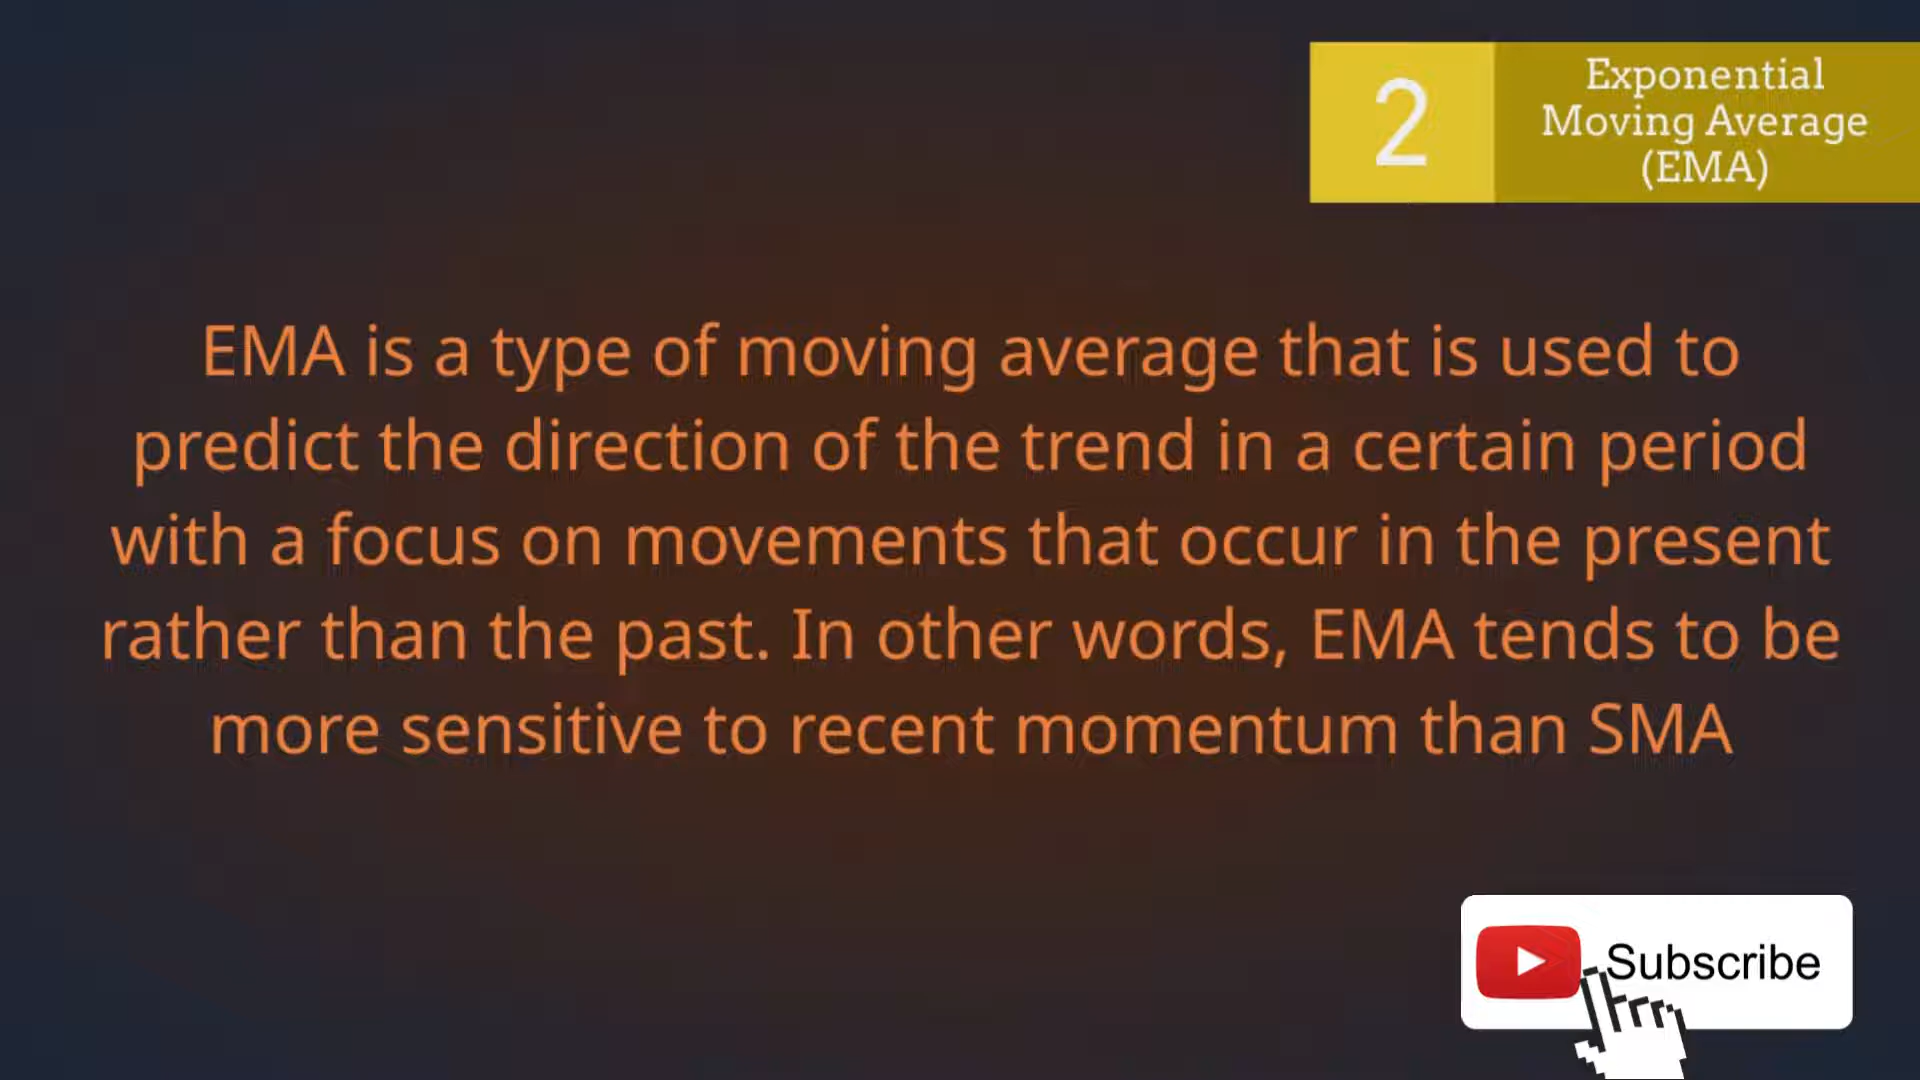 2
Exponential
Moving Average
(EMA)
EMA is a type of moving average that is used to
predict the direction of the trend in a certain period
with a focus on movements that occur in the present
rather than the past. In other words, EMA tends to be
more sensitive to recent momentum than SMA
Subscribe